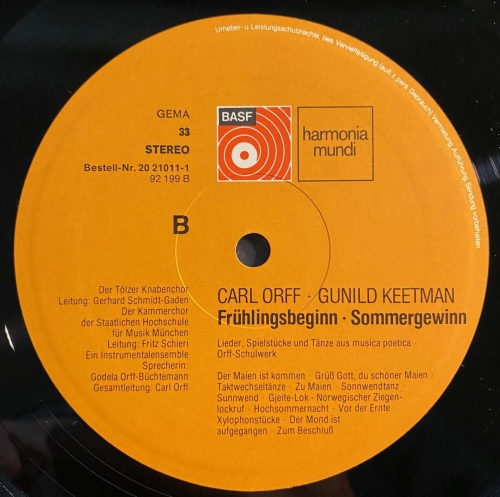 Urheber- u. Leistungsschutzrechte, bes. Vervielfältigung (auß. z. pers. Gebrauch), Vermietung, Aufführung, Sendung vorbehalten
GEMA
33
STEREO
Bestell-Nr. 20 21011-1
92 199 B
BASF
harmonia
mundi
B
CARL ORFF · GUNILD KEETMAN
Frühlingsbeginn · Sommergewinn
Der Tölzer Knabenchor
Leitung: Gerhard Schmidt-Gaden
Der Kammerchor
der Staatlichen Hochschule
für Musik München
Leitung: Fritz Schieri
Ein Instrumentalensemble
Sprecherin:
Godela Orff-Büchtemann
Gesamtleitung: Carl Orff
Lieder, Spielstücke und Tänze aus musica poetica ·
Orff-Schulwerk
Der Maien ist kommen · Grüß Gott, du schöner Maien ·
Taktwechseltänze · Zu Maien · Sonnwendtanz ·
Sunnwend · Gjeite-Lok - Norwegischer Ziegen-
lockruf · Hochsommernacht · Vor der Ernte
Xylophonstücke · Der Mond ist
aufgegangen · Zum Beschluß